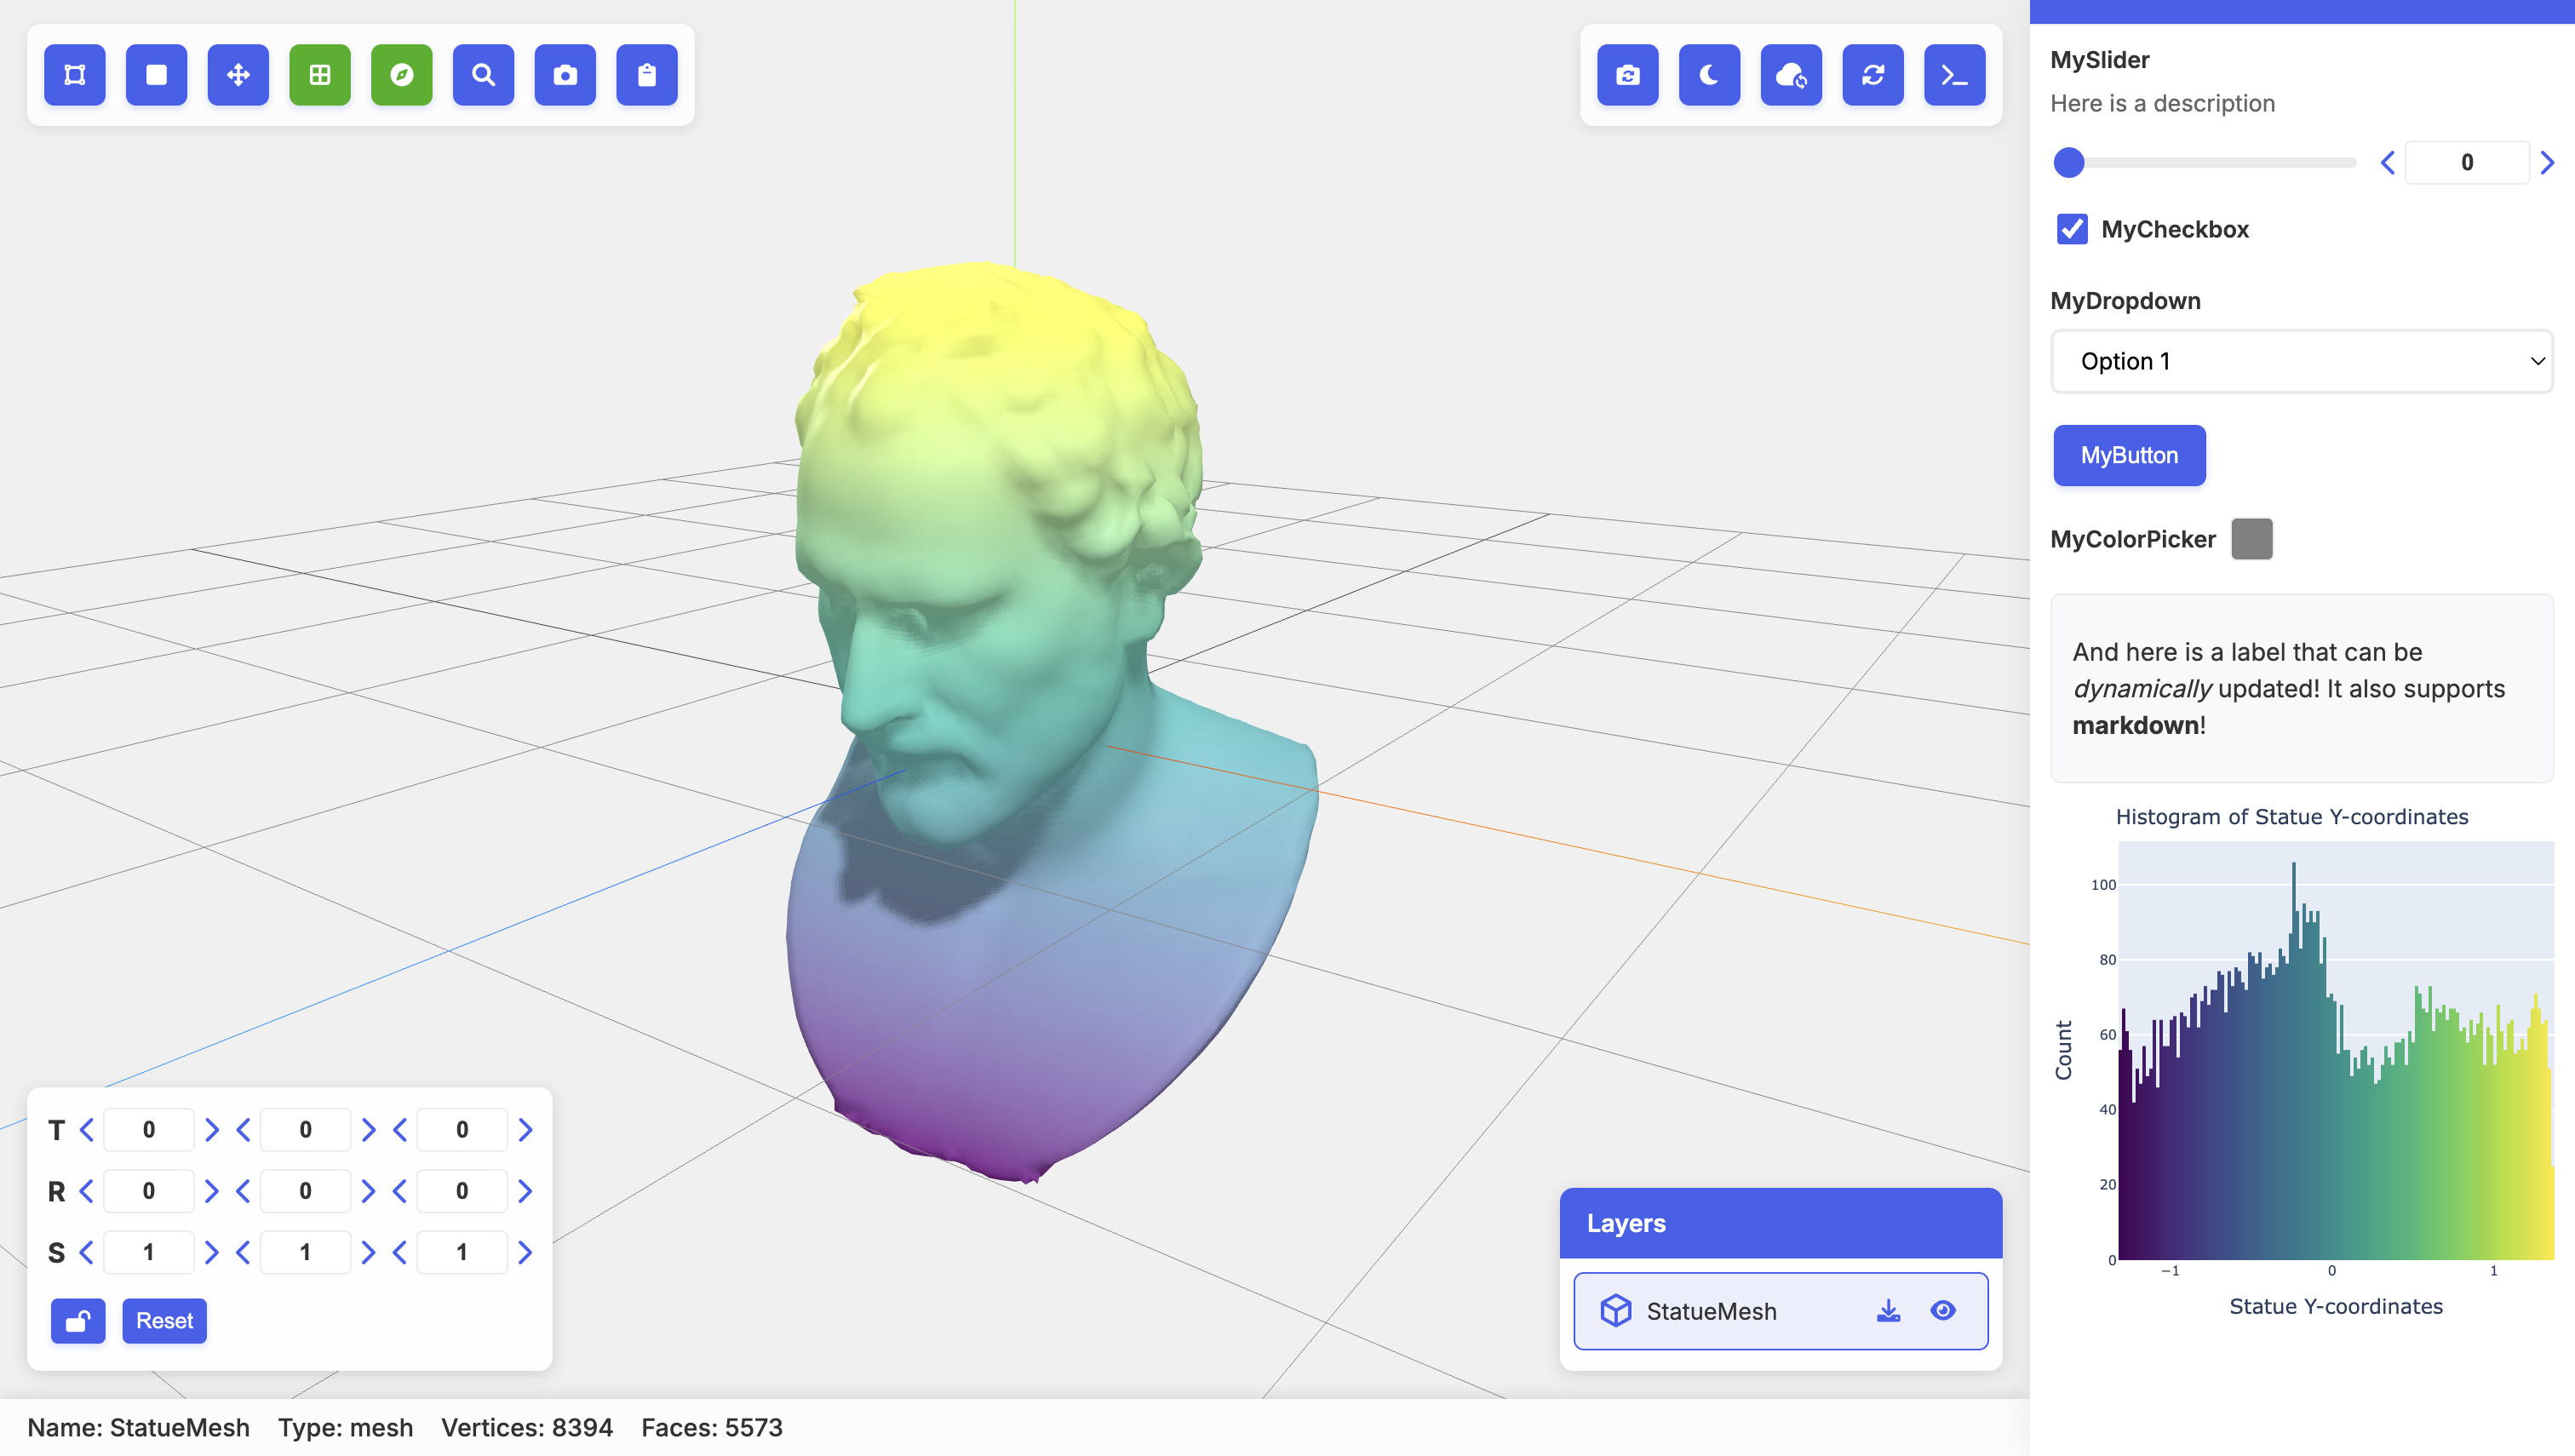 MySlider
Here is a description
0
MyCheckbox
MyDropdown
Option 1
MyButton
MyColorPicker
And here is a label that can be
dynamically updated! It also supports
markdown!
Histogram of Statue Y-coordinates
100
80
60
40
20
0
−1 0 1
Count
Statue Y-coordinates
T 0 0 0
R 0 0 0
S 1 1 1
Reset
Layers
StatueMesh
Name: StatueMesh Type: mesh Vertices: 8394 Faces: 5573